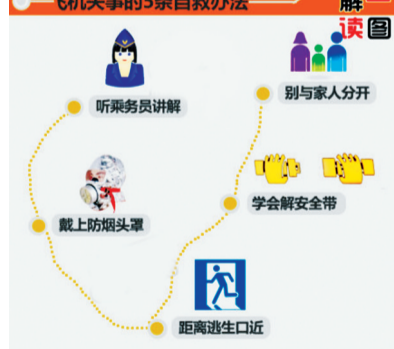 飞机失事的5条自救办法
图解
读图
听乘务员讲解
别与家人分开
戴上防烟头罩
学会解安全带
距离逃生口近